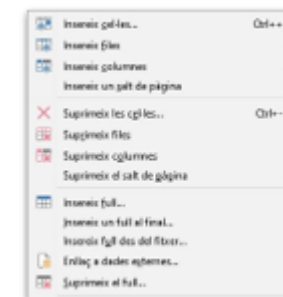 Insereix cel·les... Ctrl++
Insereix files
Insereix columnes
Insereix un salt de pàgina
Suprimeix les cel·les... Ctrl+-
Suprimeix files
Suprimeix columnes
Suprimeix el salt de pàgina
Insereix full...
Insereix un full al final...
Insereix full des del fitxer...
Enllaç a dades externes...
Suprimeix el full...